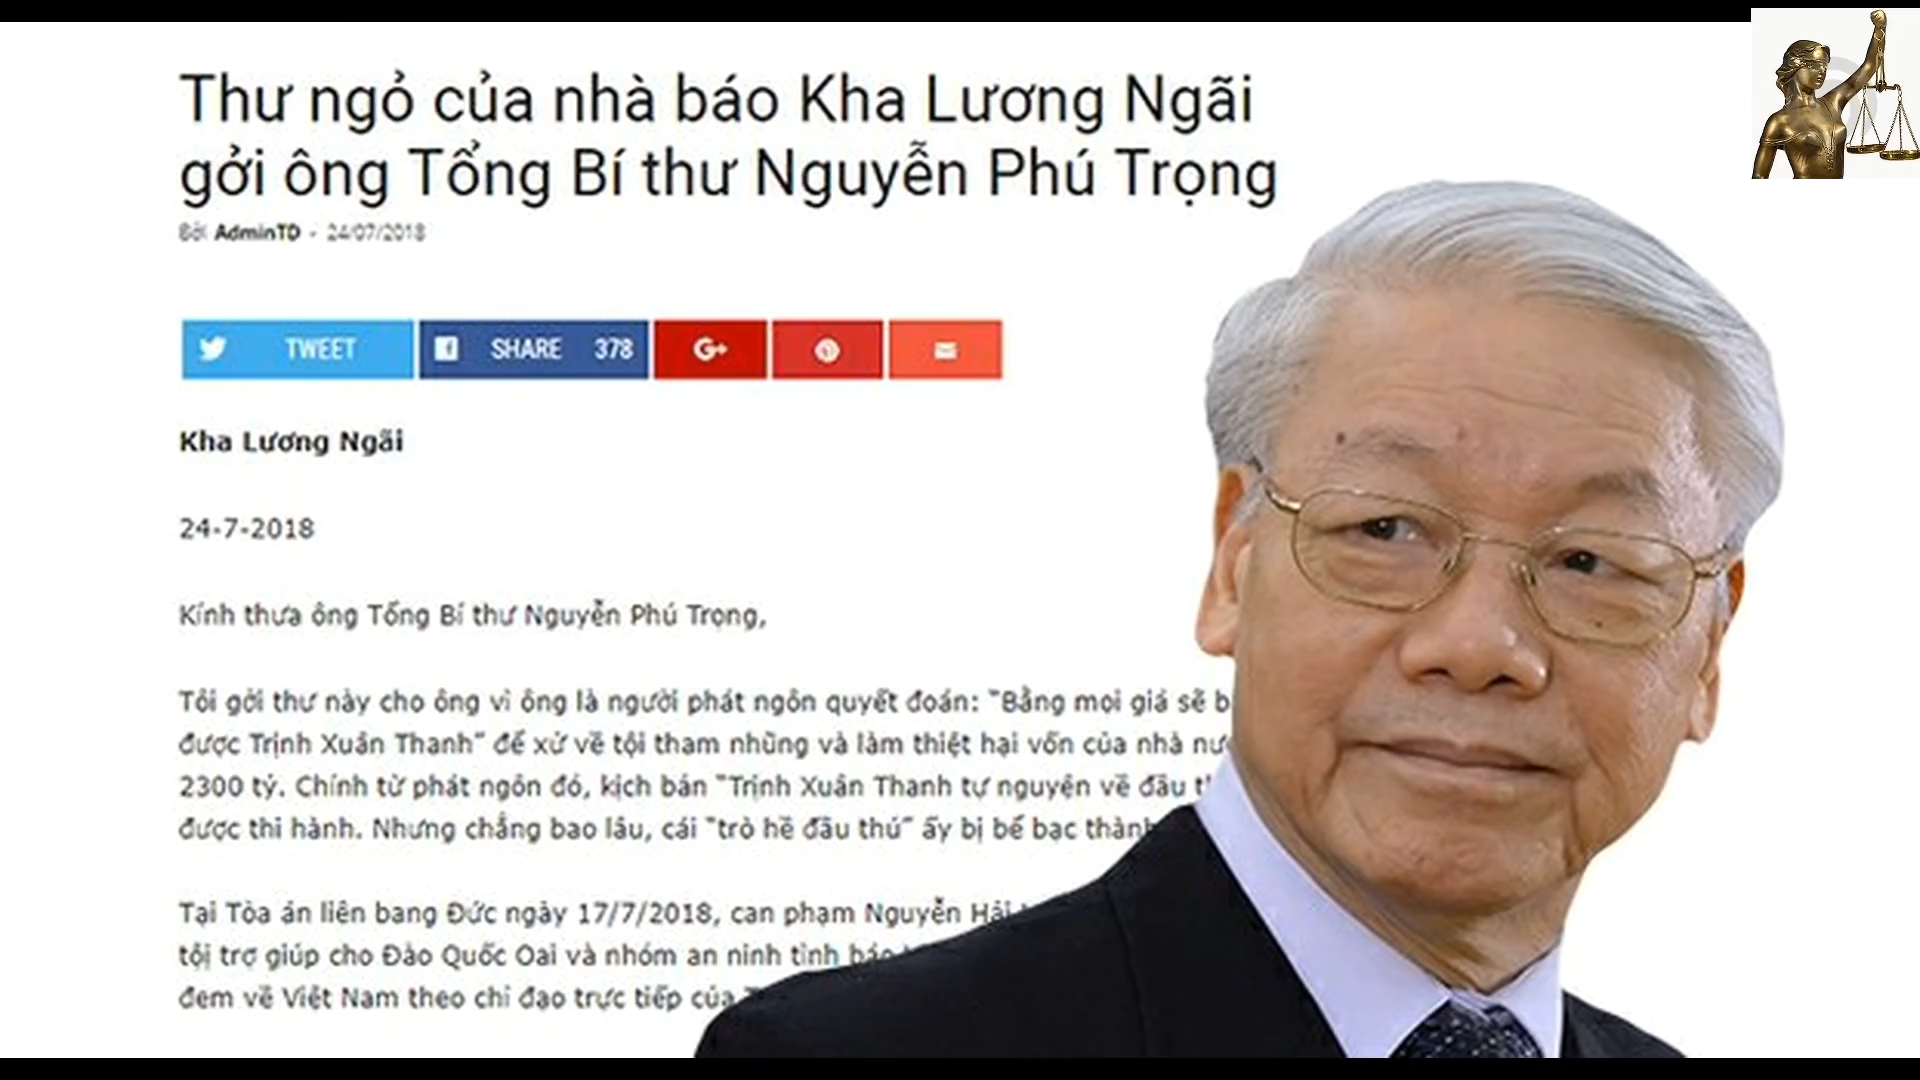 Thư ngỏ của nhà báo Kha Lương Ngãi
gởi ông Tổng Bí thư Nguyễn Phú Trọng
Bởi AdminTD - 24/07/2018
TWEET SHARE 378 G+
Kha Lương Ngãi
24-7-2018
Kính thưa ông Tổng Bí thư Nguyễn Phú Trọng,
Tôi gởi thư này cho ông vì ông là người phát ngôn quyết đoán: “Bằng mọi giá sẽ
được Trịnh Xuân Thanh” để xử về tội tham nhũng và làm thiệt hại vốn của nhà
2300 tỷ. Chính từ phát ngôn đó, kịch bản “Trịnh Xuân Thanh tự nguyện về đầu
được thi hành. Nhưng chẳng bao lâu, cái “trò hề đầu thú” ấy bị bể bạc thành
Tại Tòa án liên bang Đức ngày 17/7/2018, can phạm Nguyễn Hải
tội trợ giúp cho Đào Quốc Oai và nhóm an ninh tình báo
đem về Việt Nam theo chỉ đạo trực tiếp của